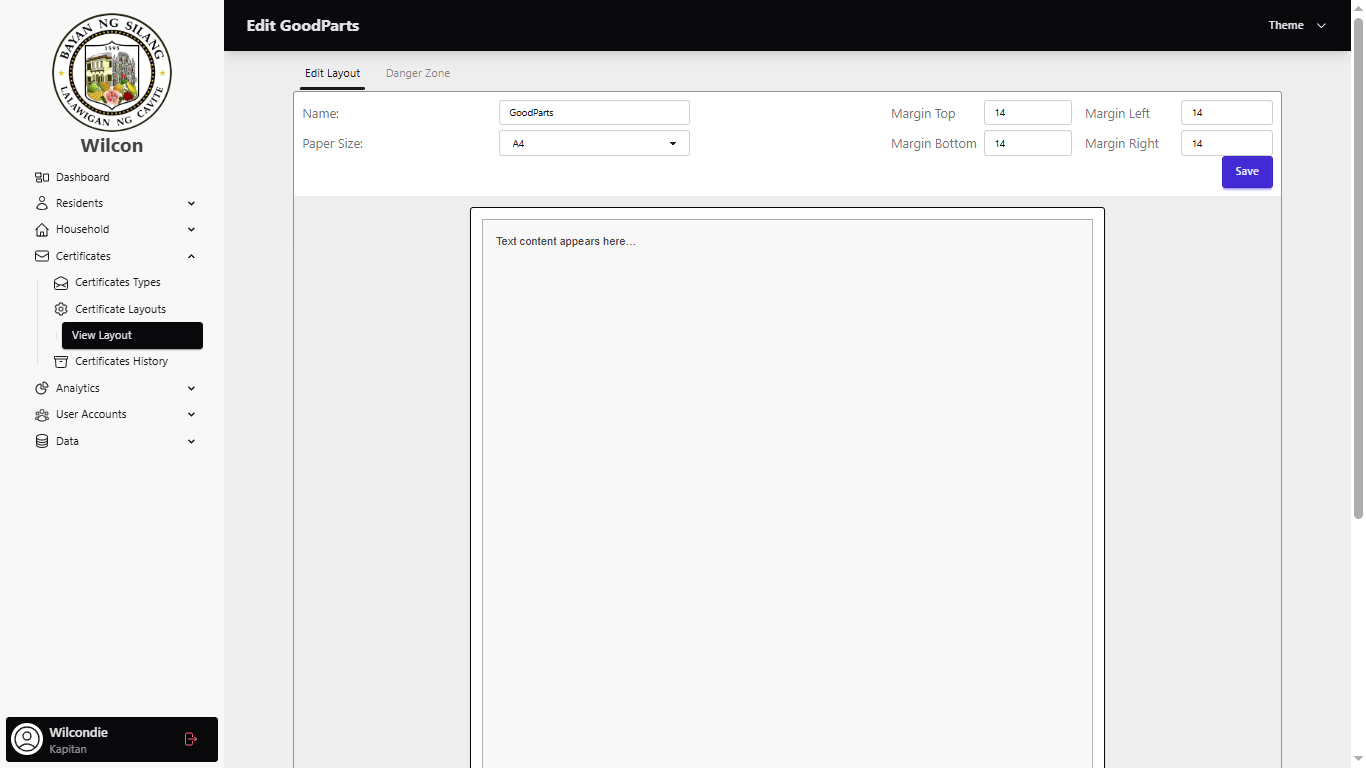 BAYAN NG SILANG
1595
LALAWIGAN NG CAVITE
Wilcon
Dashboard
Residents
Household
Certificates
Certificates Types
Certificate Layouts
View Layout
Certificates History
Analytics
User Accounts
Data
Wilcondie
Kapitan
Edit GoodParts
Theme
Edit Layout
Danger Zone
Name:
GoodParts
Margin Top
14
Margin Left
14
Paper Size:
A4
Margin Bottom
14
Margin Right
14
Save
Text content appears here...